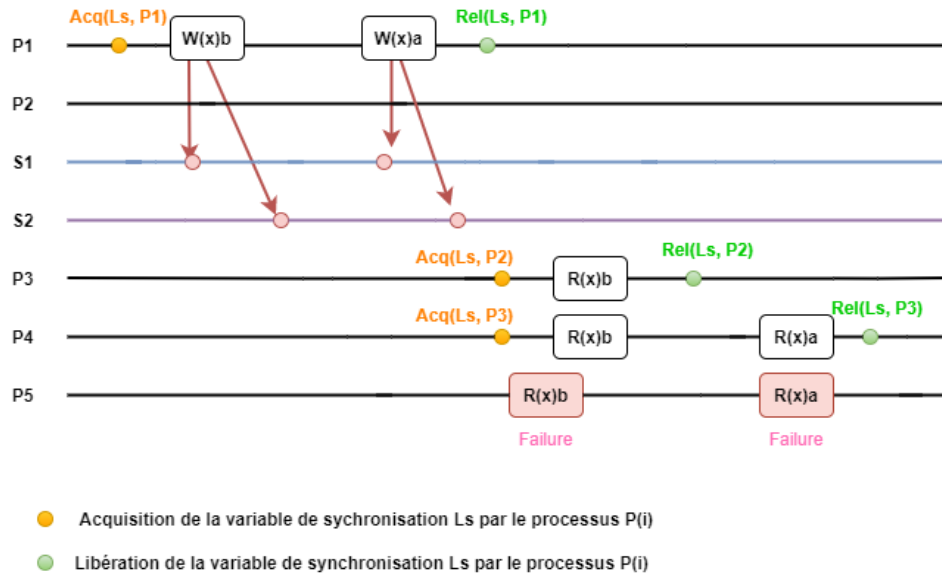 Acq(Ls, P1) Rel(Ls, P1)
P1 W(x)b W(x)a
P2
S1
S2
Acq(Ls, P2) Rel(Ls, P2)
P3 R(x)b
Acq(Ls, P3) Rel(Ls, P3)
P4 R(x)b R(x)a
P5 R(x)b R(x)a
Failure Failure
Acquisition de la variable de sychronisation Ls par le processus P(i)
Libération de la variable de synchronisation Ls par le processus P(i)